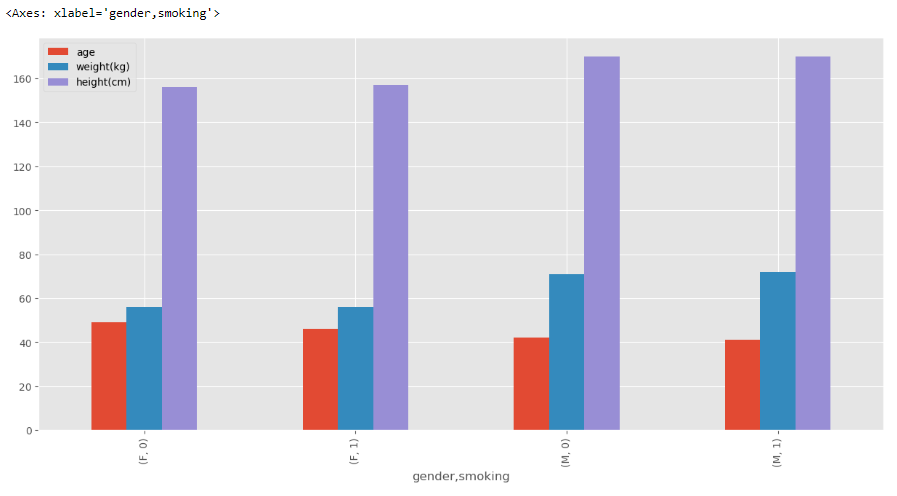 <Axes: xlabel='gender,smoking'>
age
weight(kg)
height(cm)
160
140
120
100
80
60
40
20
0
(F, 0)
(F, 1)
(M, 0)
(M, 1)
gender,smoking